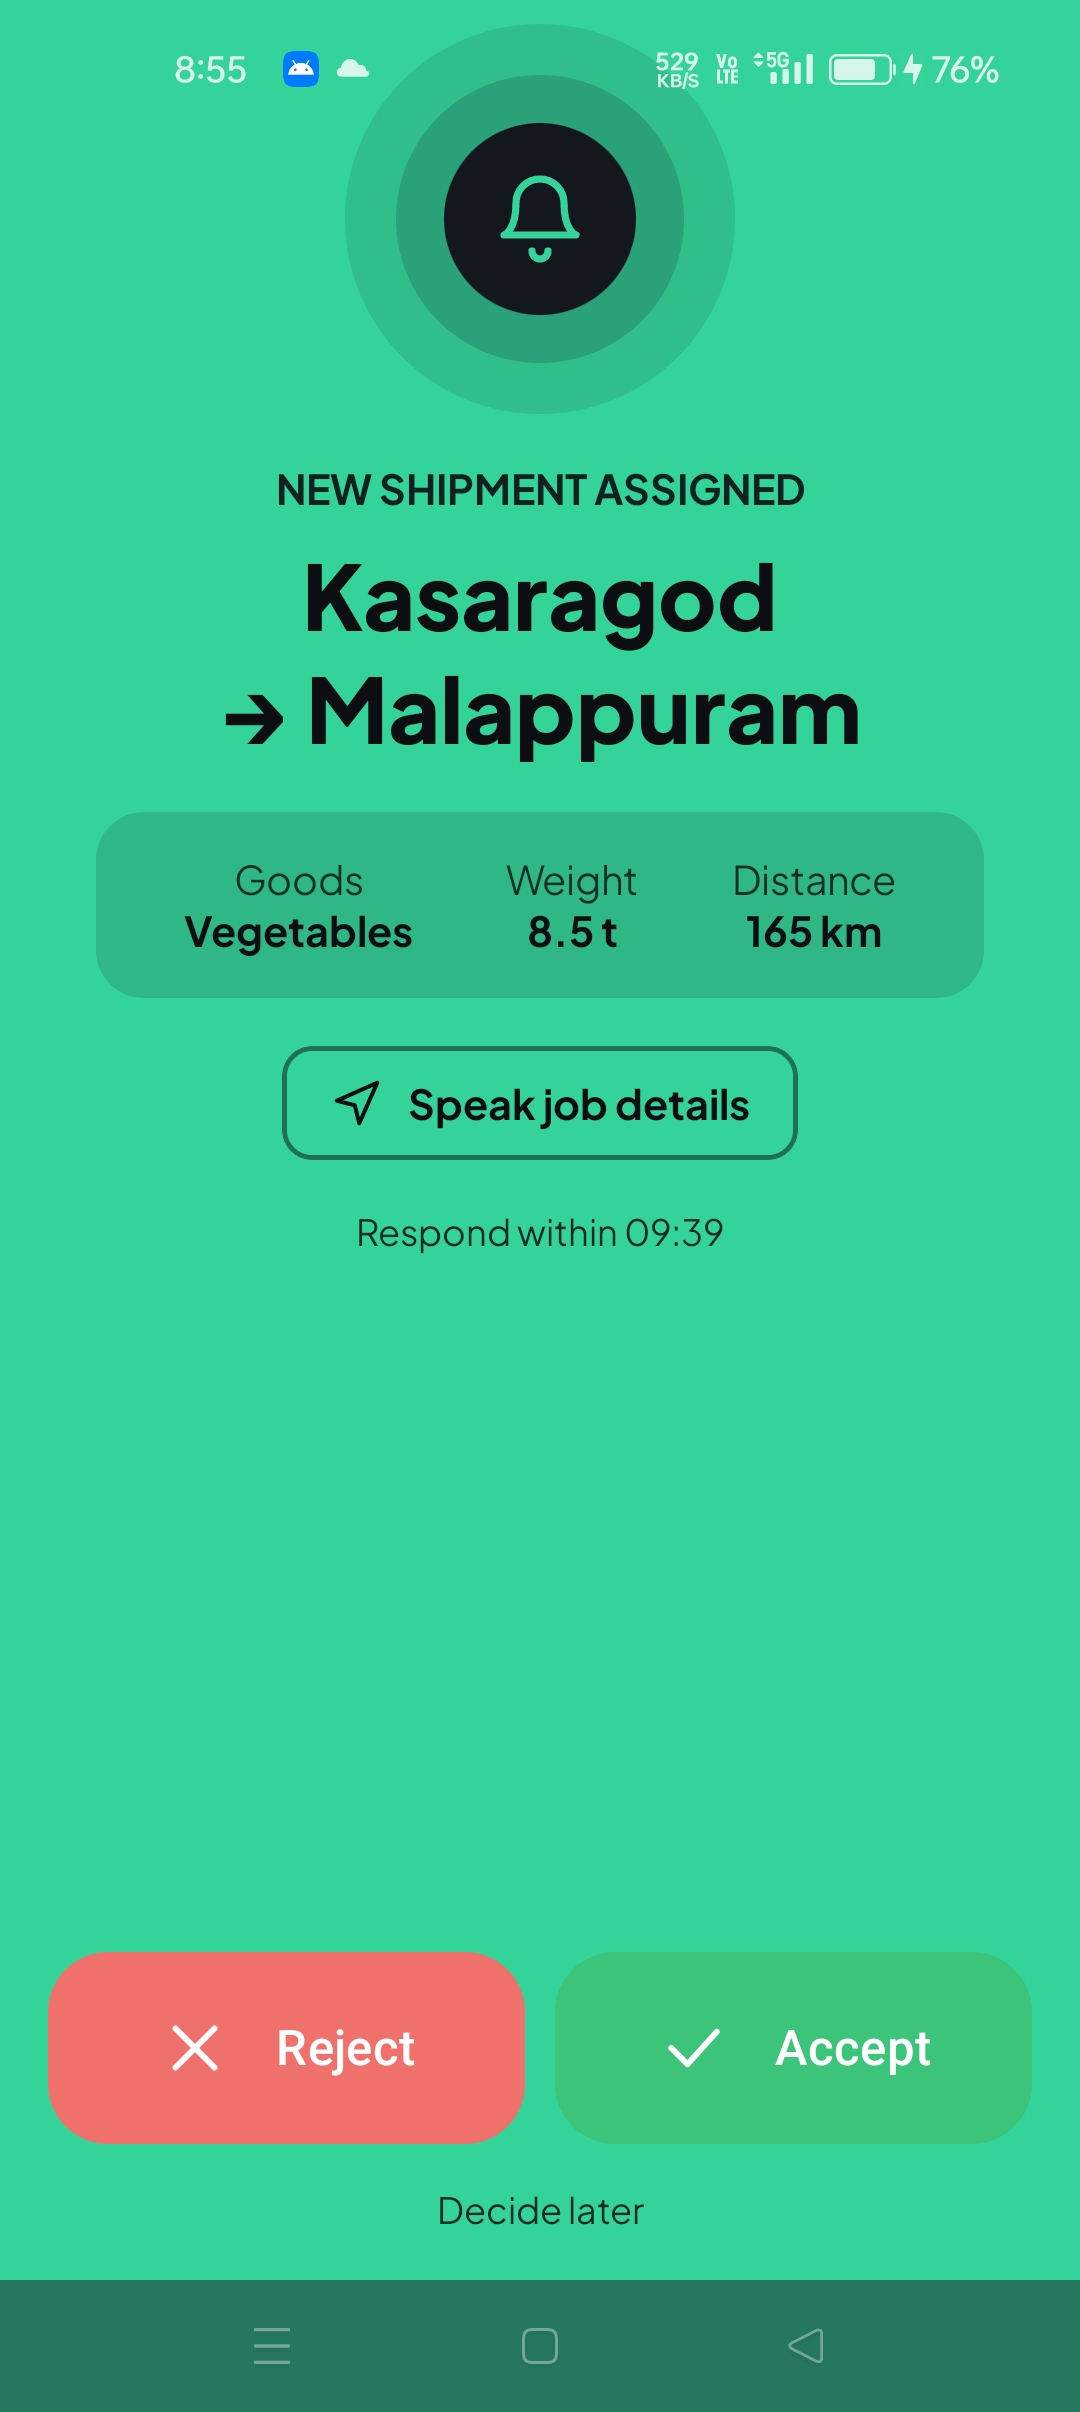 8:55
529 KB/S Vo LTE 5G 76%
NEW SHIPMENT ASSIGNED
Kasaragod
→ Malappuram
Goods Weight Distance
Vegetables 8.5 t 165 km
Speak job details
Respond within 09:39
Reject Accept
Decide later